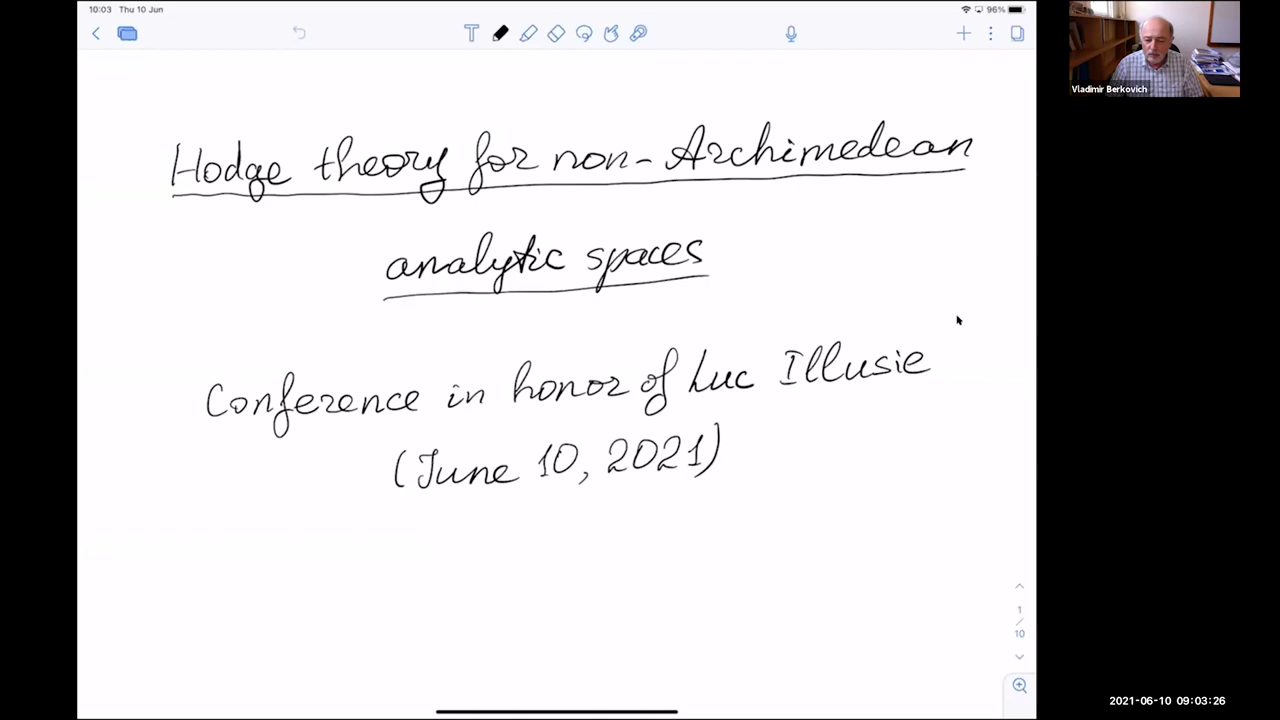 10:03 Thu 10 Jun
96%
Hodge theory for non-Archimedean
analytic spaces
Conference in honor of Luc Illusie
(June 10, 2021)
1
/
10
Vladimir Berkovich
2021-06-10 09:03:26